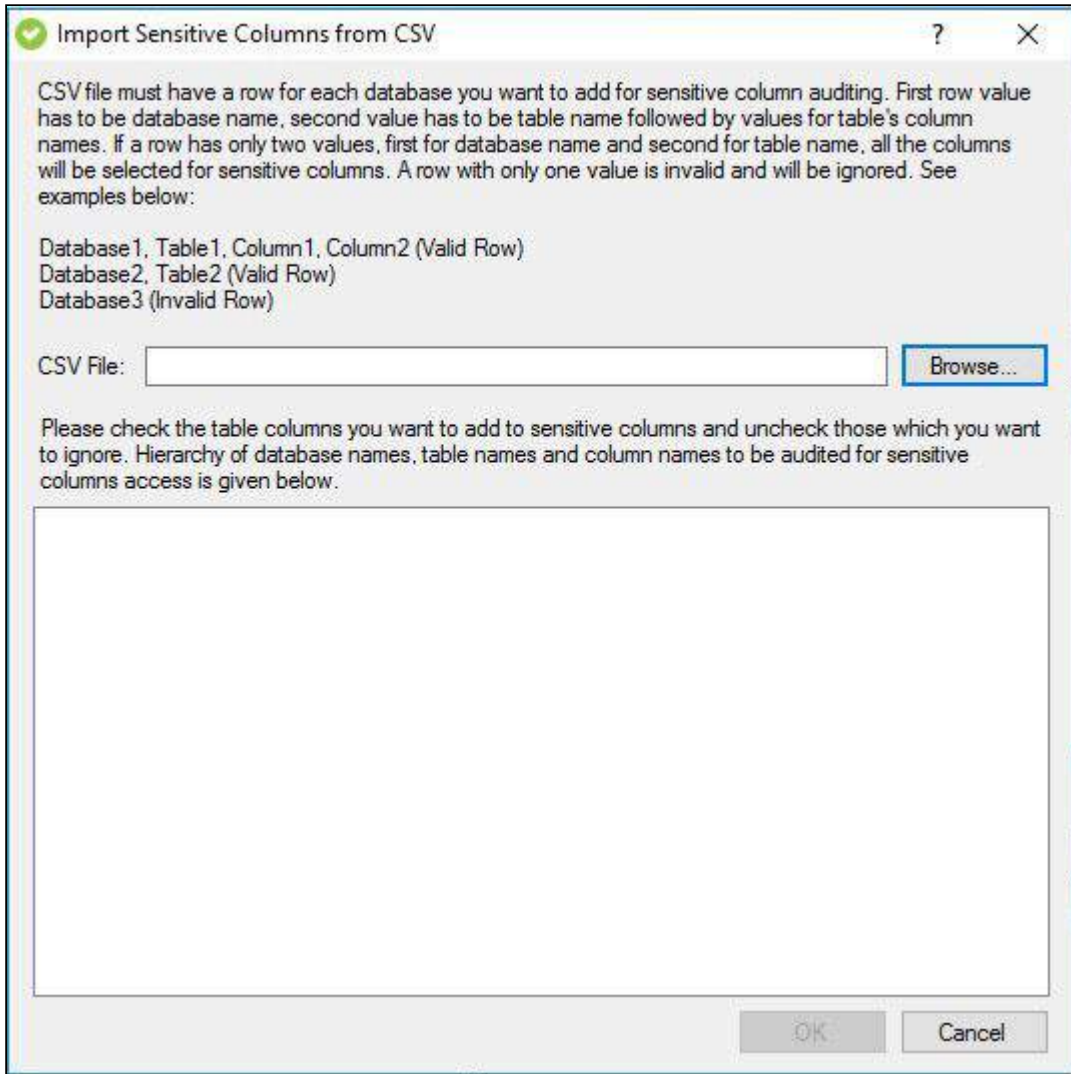 Import Sensitive Columns from CSV
?
CSV file must have a row for each database you want to add for sensitive column auditing. First row value
has to be database name, second value has to be table name followed by values for table's column
names. If a row has only two values, first for database name and second for table name, all the columns
will be selected for sensitive columns. A row with only one value is invalid and will be ignored. See
examples below:
Database1, Table1, Column1, Column2 (Valid Row)
Database2, Table2 (Valid Row)
Database3 (Invalid Row)
CSV File:
Browse...
Please check the table columns you want to add to sensitive columns and uncheck those which you want
to ignore. Hierarchy of database names, table names and column names to be audited for sensitive
columns access is given below.
OK
Cancel